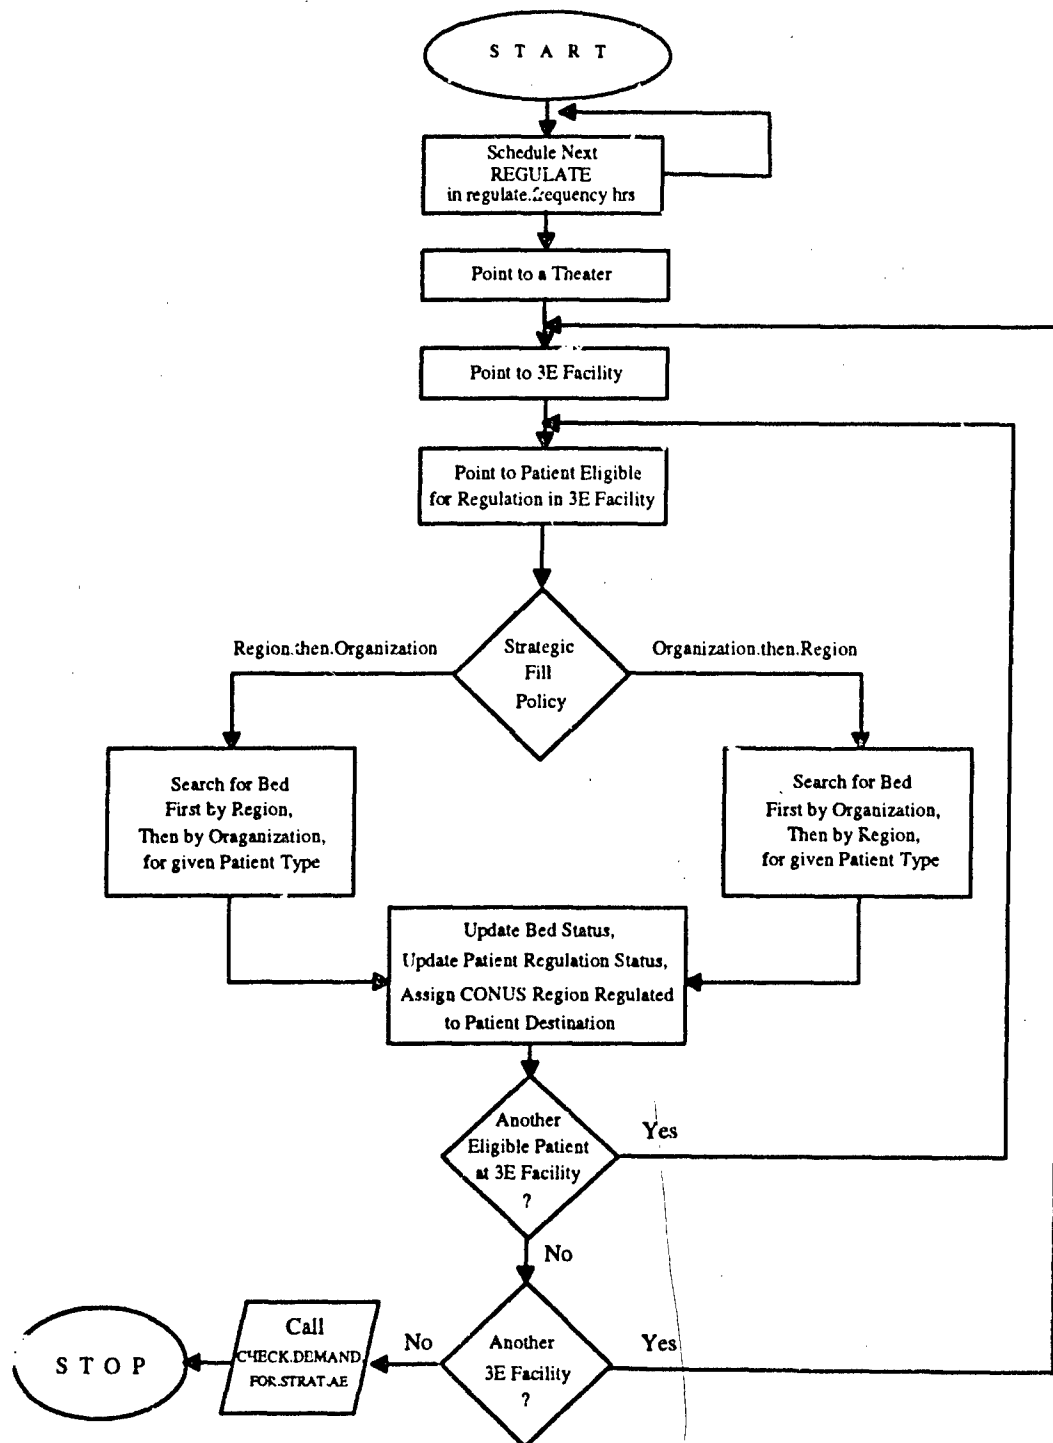 S T A R T
Schedule Next
REGULATE
in regulate.frequency hrs
Point to a Theater
Point to 3E Facility
Point to Patient Eligible
for Regulation in 3E Facility
Region.then.Organization
Strategic
Fill
Policy
Organization.then.Region
Search for Bed
First by Region,
Then by Oraganization,
for given Patient Type
Search for Bed
First by Organization,
Then by Region,
for given Patient Type
Update Bed Status,
Update Patient Regulation Status,
Assign CONUS Region Regulated
to Patient Destination
Another
Eligible Patient
at 3E Facility
?
Yes
No
Another
3E Facility
?
Yes
No
Call
CHECK.DEMAND.
FOR.STRAT.AE
S T O P